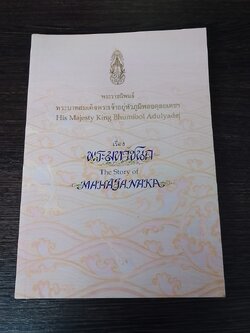 พระราชนิพนธ์
พระบาทสมเด็จพระเจ้าอยู่หัวภูมิพลอดุลยเดช
His Majesty King Bhumibol Adulyadej
เรื่อง
พระมหาชนก
The Story of
MAHAJANAKA